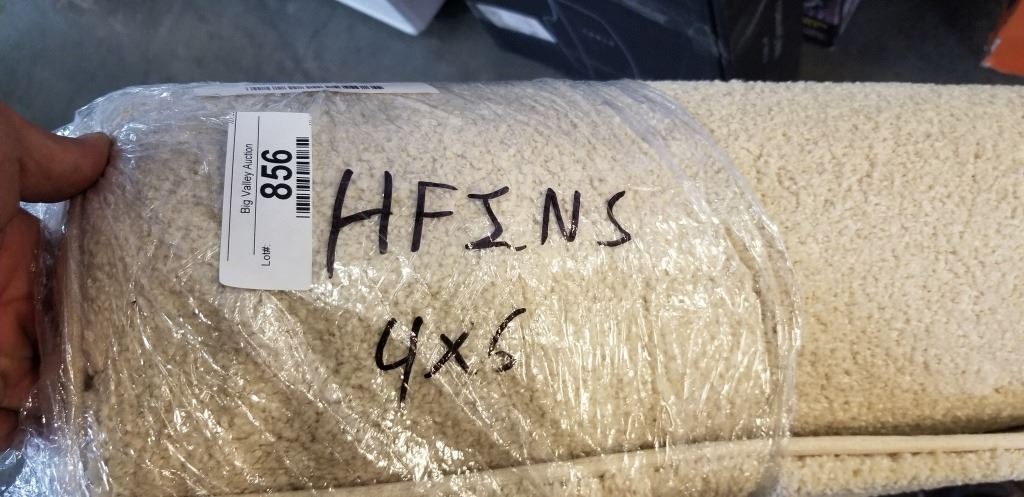 Big Valley Auction
856
Lot#:
HFINS
4x6